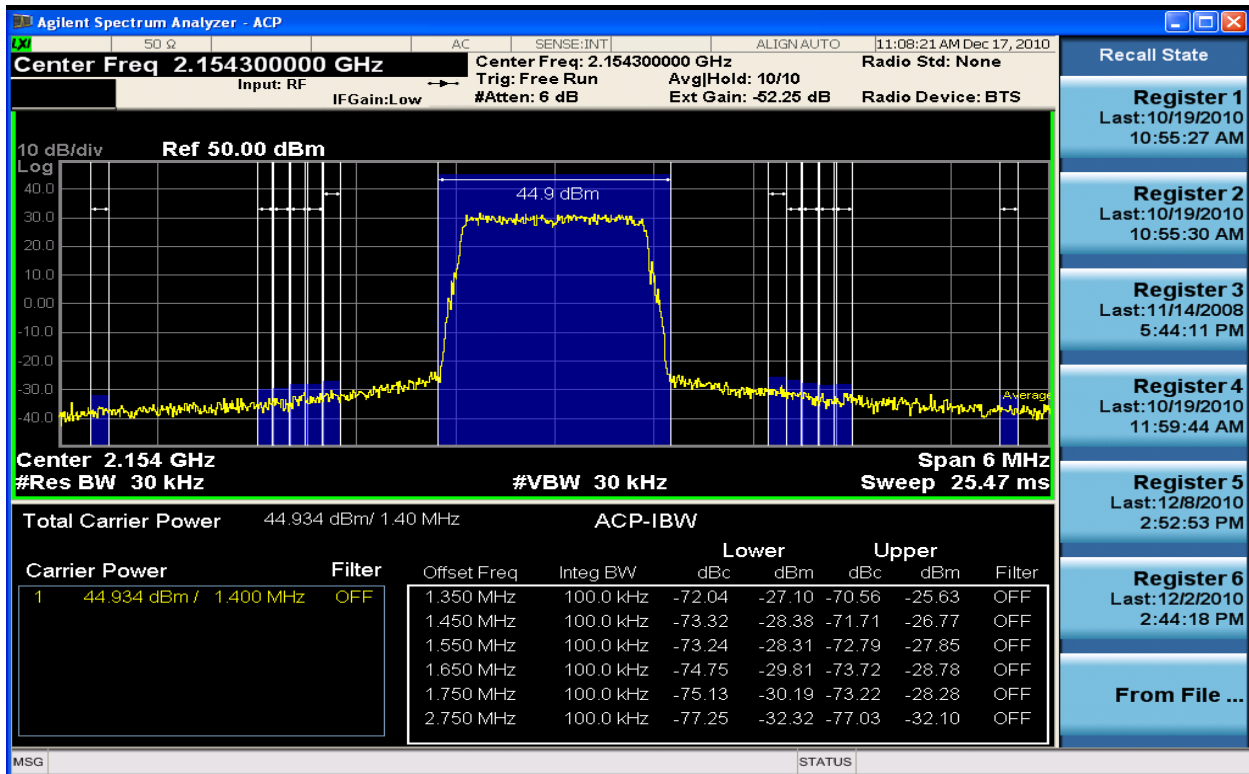 Agilent Spectrum Analyzer - ACP
LXI 50 Ω AC SENSE:INT ALIGN AUTO 11:08:21 AM Dec 17, 2010
Center Freq 2.154300000 GHz
Input: RF
IFGain:Low
Center Freq: 2.154300000 GHz
Trig: Free Run Avg|Hold: 10/10
#Atten: 6 dB Ext Gain: -52.25 dB
Radio Std: None
Radio Device: BTS
10 dB/div Ref 50.00 dBm
Log
40.0
30.0
20.0
10.0
0.00
-10.0
-20.0
-30.0
-40.0
44.9 dBm
Average
Center 2.154 GHz Span 6 MHz
#Res BW 30 kHz #VBW 30 kHz Sweep 25.47 ms
Total Carrier Power 44.934 dBm/ 1.40 MHz ACP-IBW
Carrier Power Filter
1 44.934 dBm / 1.400 MHz OFF
Lower Upper
Offset Freq Integ BW dBc dBm dBc dBm Filter
1.350 MHz 100.0 kHz -72.04 -27.10 -70.56 -25.63 OFF
1.450 MHz 100.0 kHz -73.32 -28.38 -71.71 -26.77 OFF
1.550 MHz 100.0 kHz -73.24 -28.31 -72.79 -27.85 OFF
1.650 MHz 100.0 kHz -74.75 -29.81 -73.72 -28.78 OFF
1.750 MHz 100.0 kHz -75.13 -30.19 -73.22 -28.28 OFF
2.750 MHz 100.0 kHz -77.25 -32.32 -77.03 -32.10 OFF
MSG STATUS
Recall State
Register 1
Last:10/19/2010
10:55:27 AM
Register 2
Last:10/19/2010
10:55:30 AM
Register 3
Last:11/14/2008
5:44:11 PM
Register 4
Last:10/19/2010
11:59:44 AM
Register 5
Last:12/8/2010
2:52:53 PM
Register 6
Last:12/2/2010
2:44:18 PM
From File ...